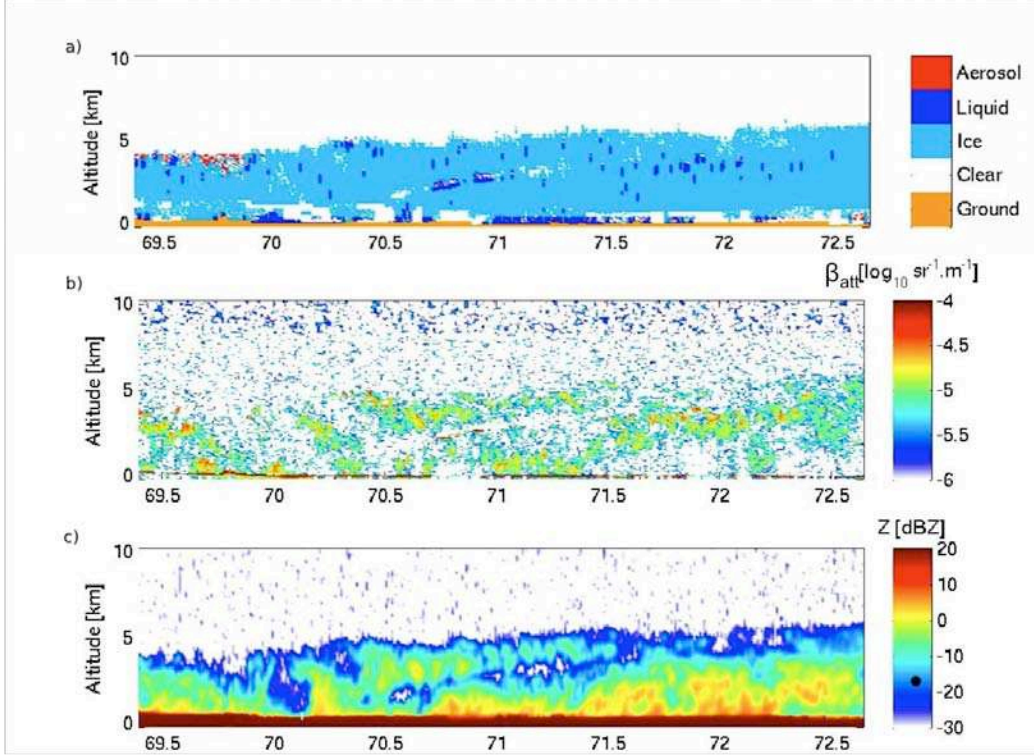 a)
10
5
0
Altitude [km]
69.5 70 70.5 71 71.5 72 72.5
Aerosol
Liquid
Ice
Clear
Ground
b)
βatt[log10 sr-1.m-1]
10
5
0
Altitude [km]
69.5 70 70.5 71 71.5 72 72.5
-4
-4.5
-5
-5.5
-6
c)
Z [dBZ]
10
5
0
Altitude [km]
69.5 70 70.5 71 71.5 72 72.5
20
10
0
-10
-20
-30